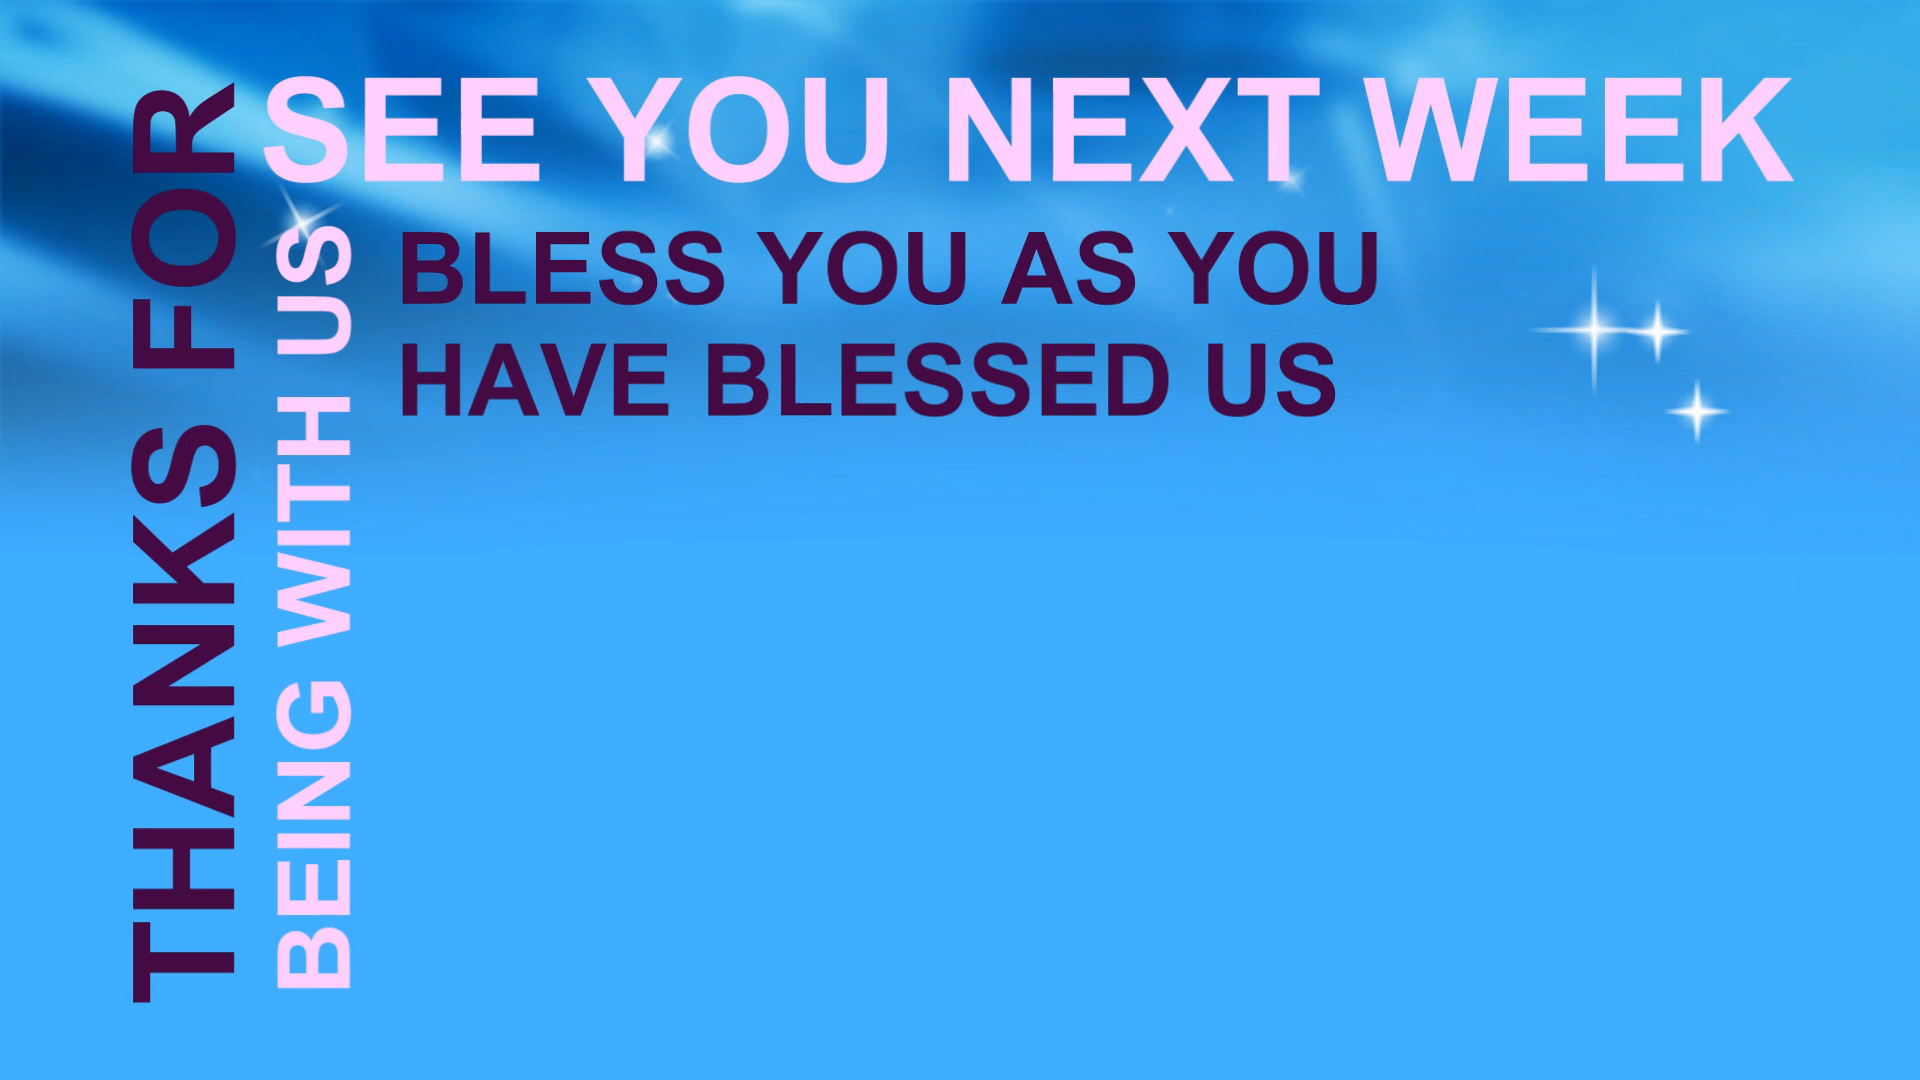 THANKS FOR
BEING WITH US
SEE YOU NEXT WEEK
BLESS YOU AS YOU
HAVE BLESSED US